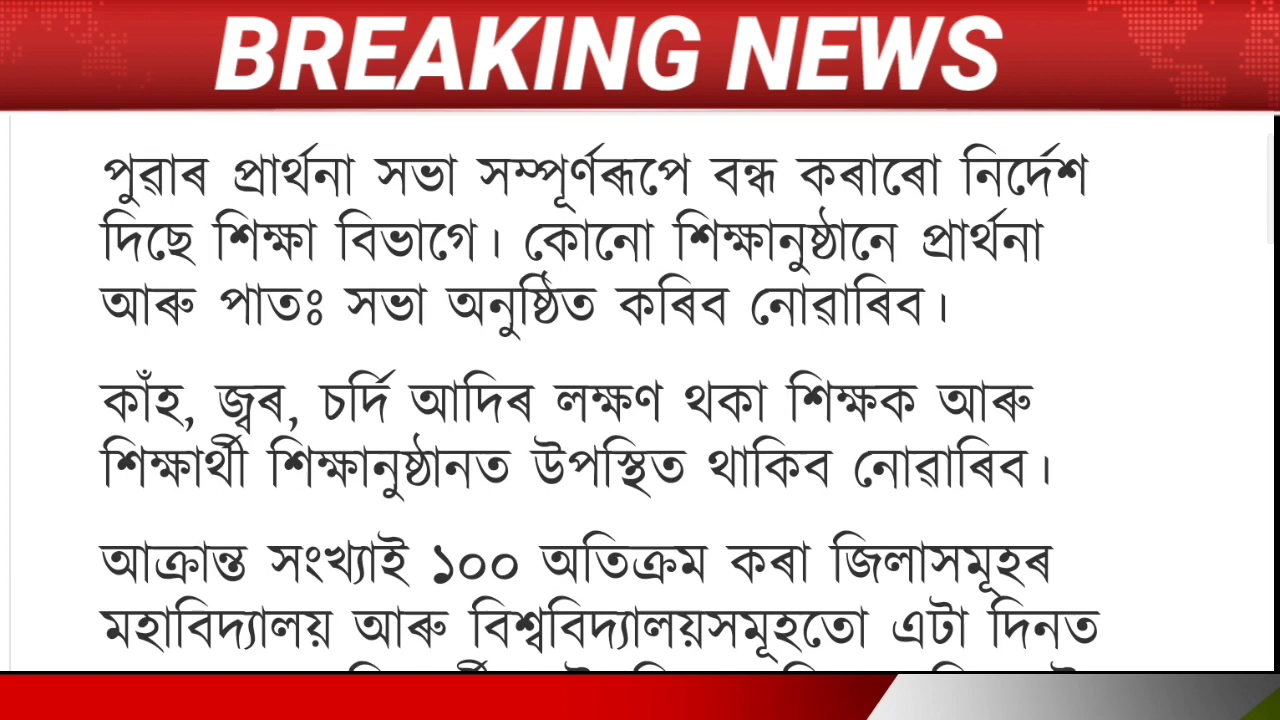 BREAKING NEWS
পুৱাৰ প্ৰাৰ্থনা সভা সম্পূৰ্ণৰূপে বন্ধ কৰাৰো নিৰ্দেশ
দিছে শিক্ষা বিভাগে। কোনো শিক্ষানুষ্ঠানে প্ৰাৰ্থনা
আৰু পাতঃ সভা অনুষ্ঠিত কৰিব নোৱাৰিব।
কাঁহ, জ্বৰ, চৰ্দি আদিৰ লক্ষণ থকা শিক্ষক আৰু
শিক্ষাৰ্থী শিক্ষানুষ্ঠানত উপস্থিত থাকিব নোৱাৰিব।
আক্ৰান্ত সংখ্যাই ১০০ অতিক্ৰম কৰা জিলাসমূহৰ
মহাবিদ্যালয় আৰু বিশ্ববিদ্যালয়সমূহতো এটা দিনত